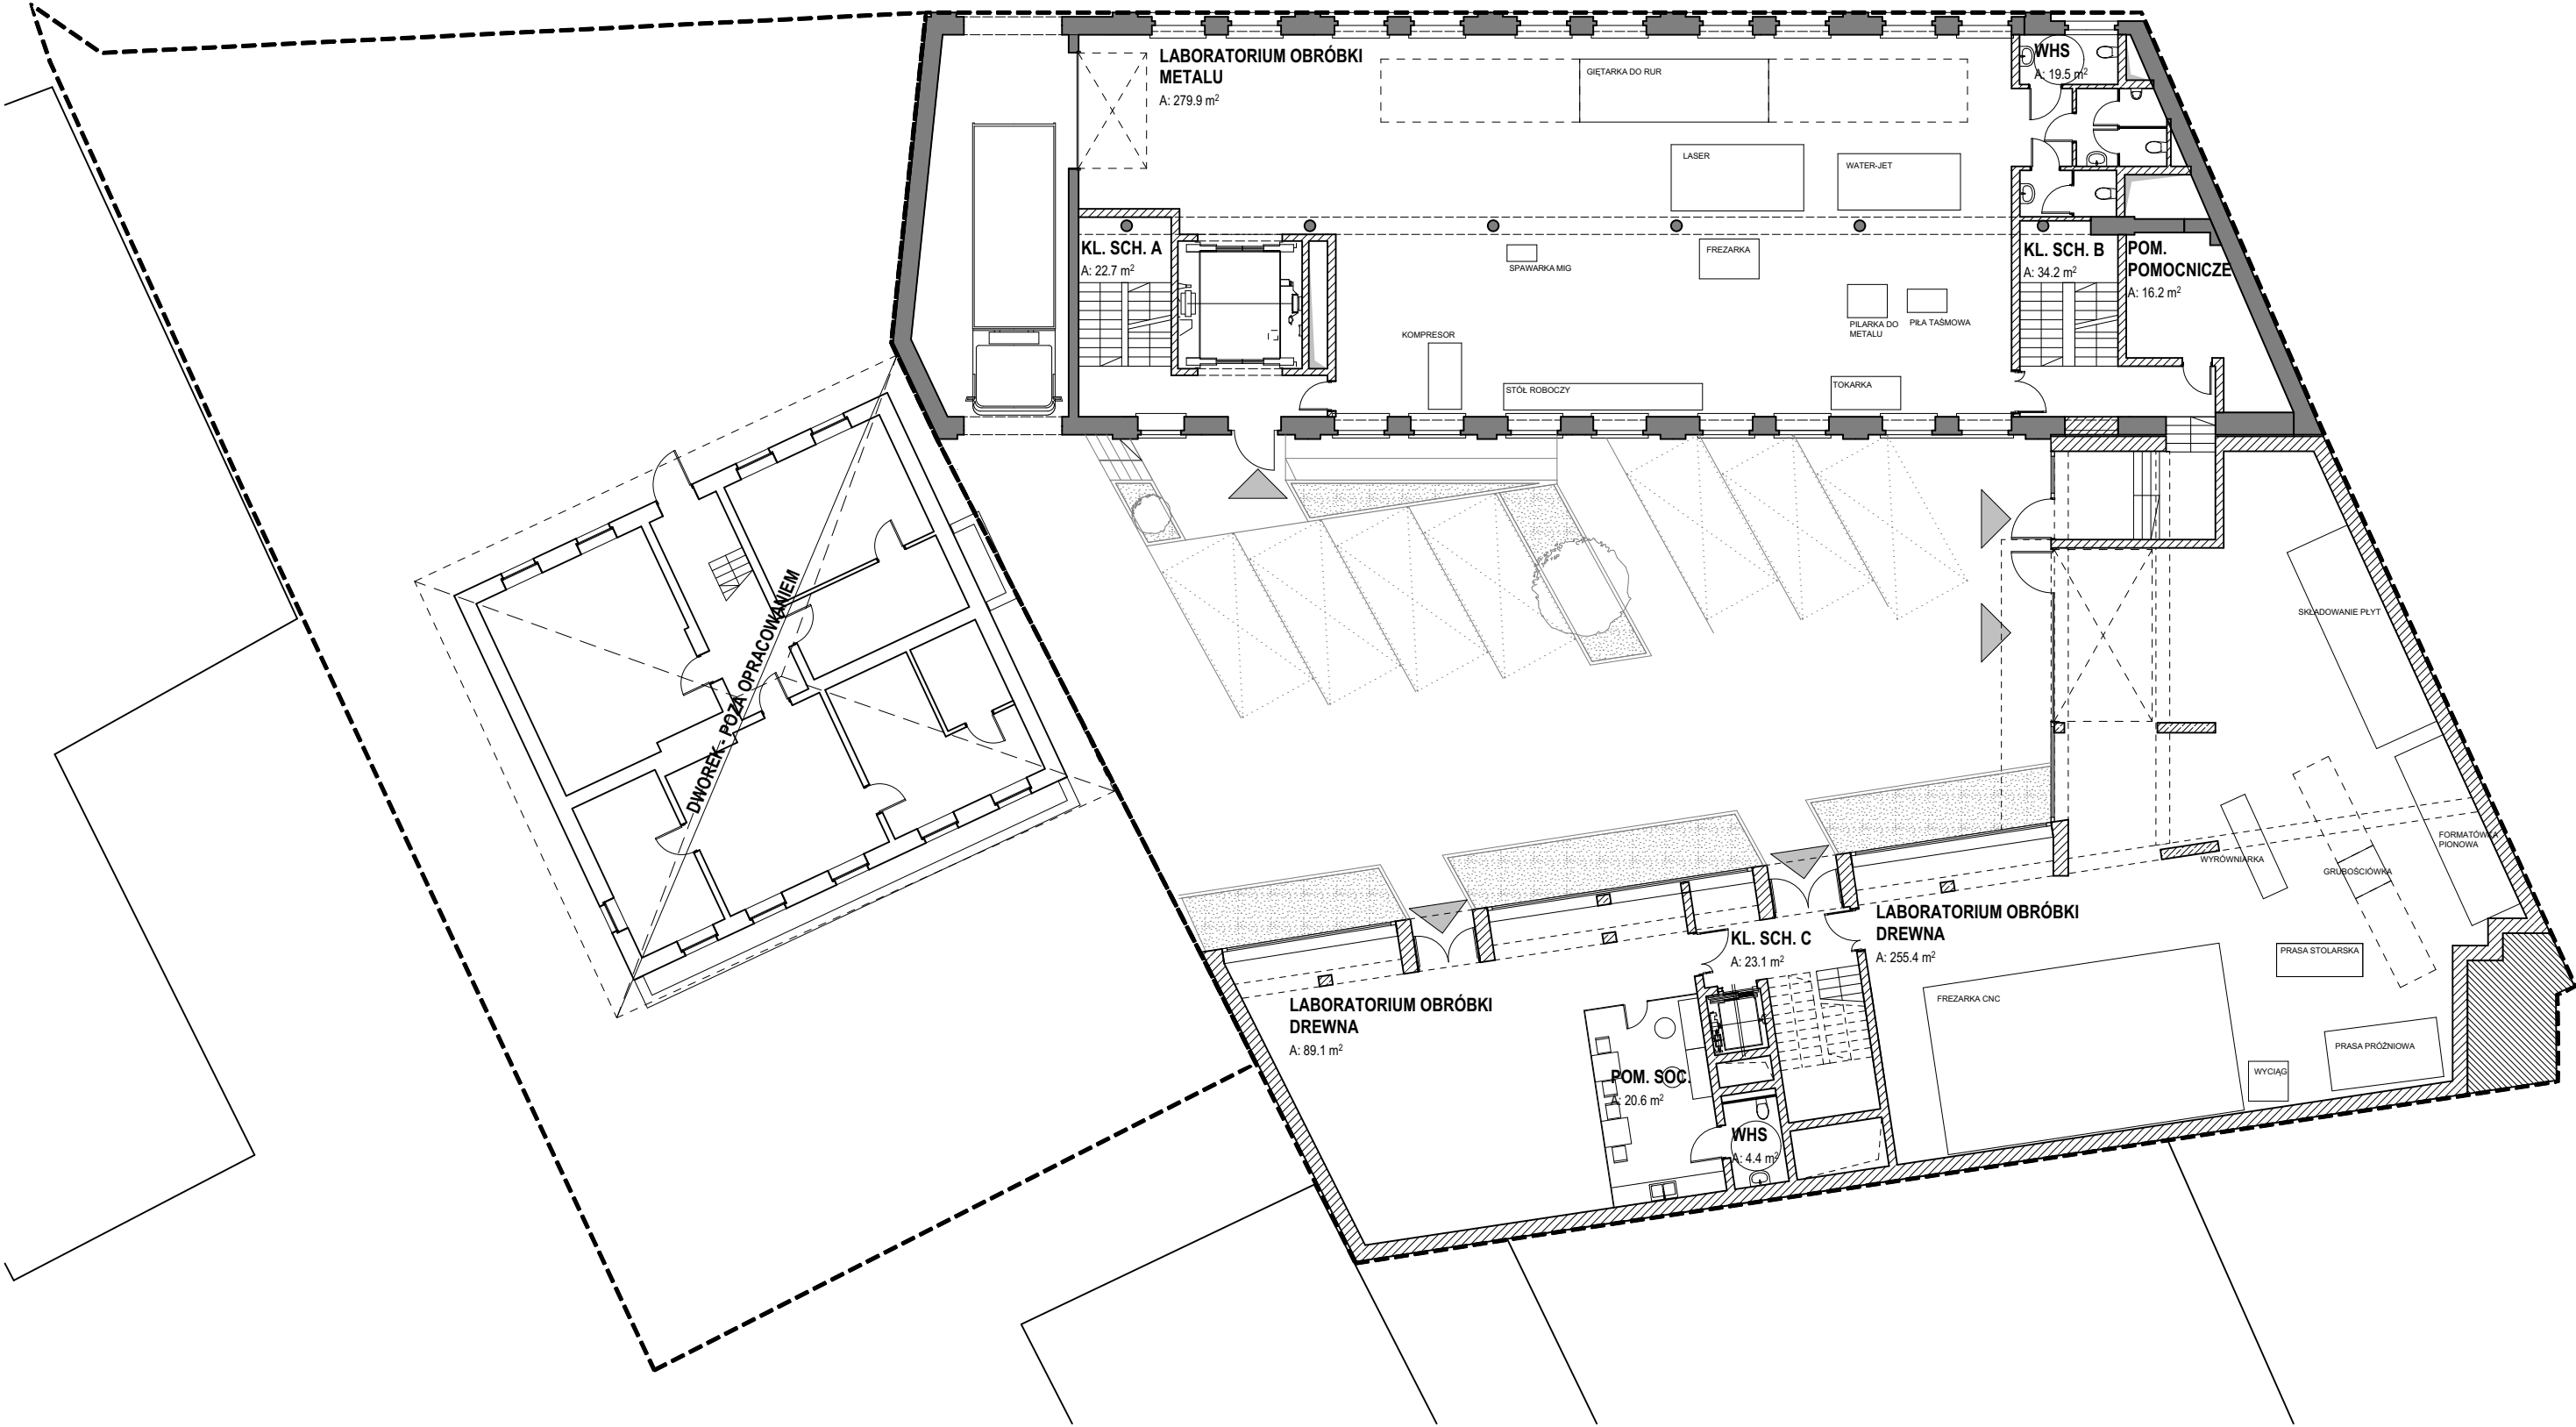 LABORATORIUM OBRÓBKI
METALU
A: 279.9 m²
GIĘTARKA DO RUR
WHS
A: 19.5 m²
LASER
WATER-JET
KL. SCH. A
A: 22.7 m²
SPAWARKA MIG
FREZARKA
KL. SCH. B
A: 34.2 m²
POM.
POMOCNICZE
A: 16.2 m²
KOMPRESOR
PILARKA DO
METALU
PIŁA TAŚMOWA
STÓŁ ROBOCZY
TOKARKA
DWOREK - POZA OPRACOWANIEM
SKŁADOWANIE PŁYT
FORMATÓWKA
PIONOWA
WYRÓWNIARKA
GRUBOŚCIÓWKA
LABORATORIUM OBRÓBKI
DREWNA
A: 255.4 m²
KL. SCH. C
A: 23.1 m²
PRASA STOLARSKA
LABORATORIUM OBRÓBKI
DREWNA
A: 89.1 m²
FREZARKA CNC
PRASA PRÓŻNIOWA
WYCIĄG
POM. SOC.
A: 20.6 m²
WHS
A: 4.4 m²